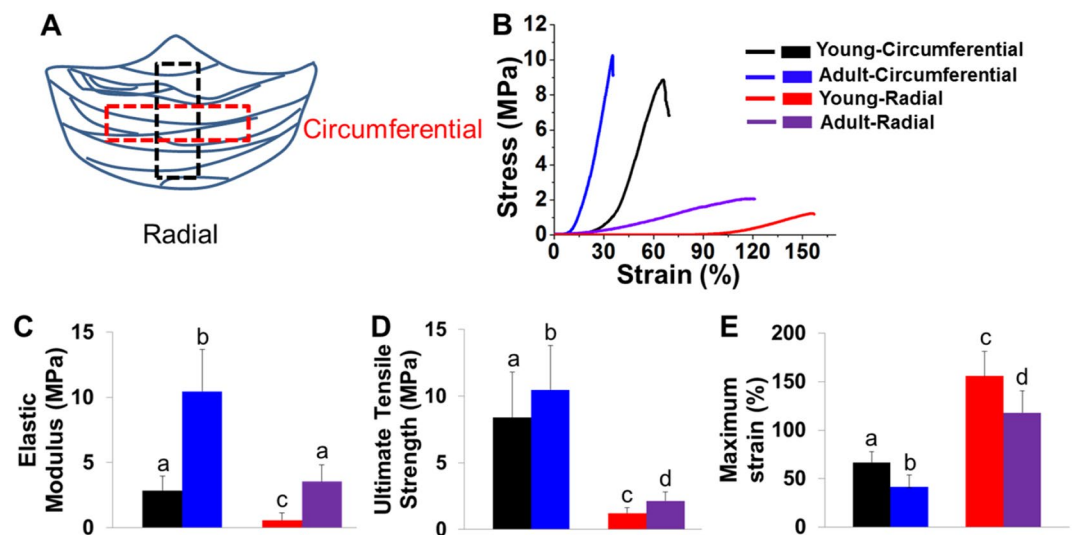 A
Circumferential
Radial
B
Stress (MPa)
12
10
8
6
4
2
0
0 30 60 90 120 150
Strain (%)
Young-Circumferential
Adult-Circumferential
Young-Radial
Adult-Radial
C
Elastic
Modulus (MPa)
15
10
5
0
a
b
c
a
D
Ultimate Tensile
Strength (MPa)
15
10
5
0
a
b
c
d
E
Maximum
strain (%)
200
150
100
50
0
a
b
c
d